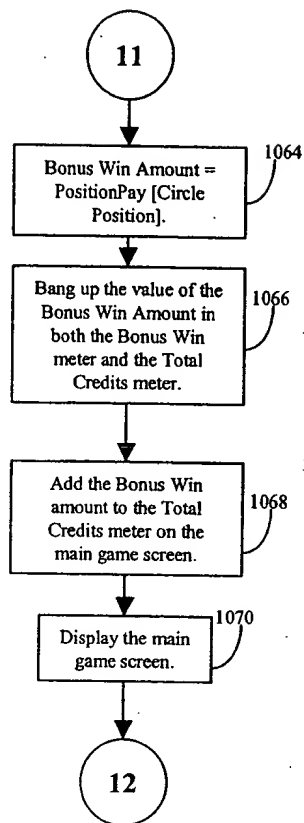 11
1064
Bonus Win Amount =
PositionPay [Circle
Position].
Bang up the value of the
Bonus Win Amount in
both the Bonus Win
meter and the Total
Credits meter.
1066
Add the Bonus Win
amount to the Total
Credits meter on the
main game screen.
1068
1070
Display the main
game screen.
12